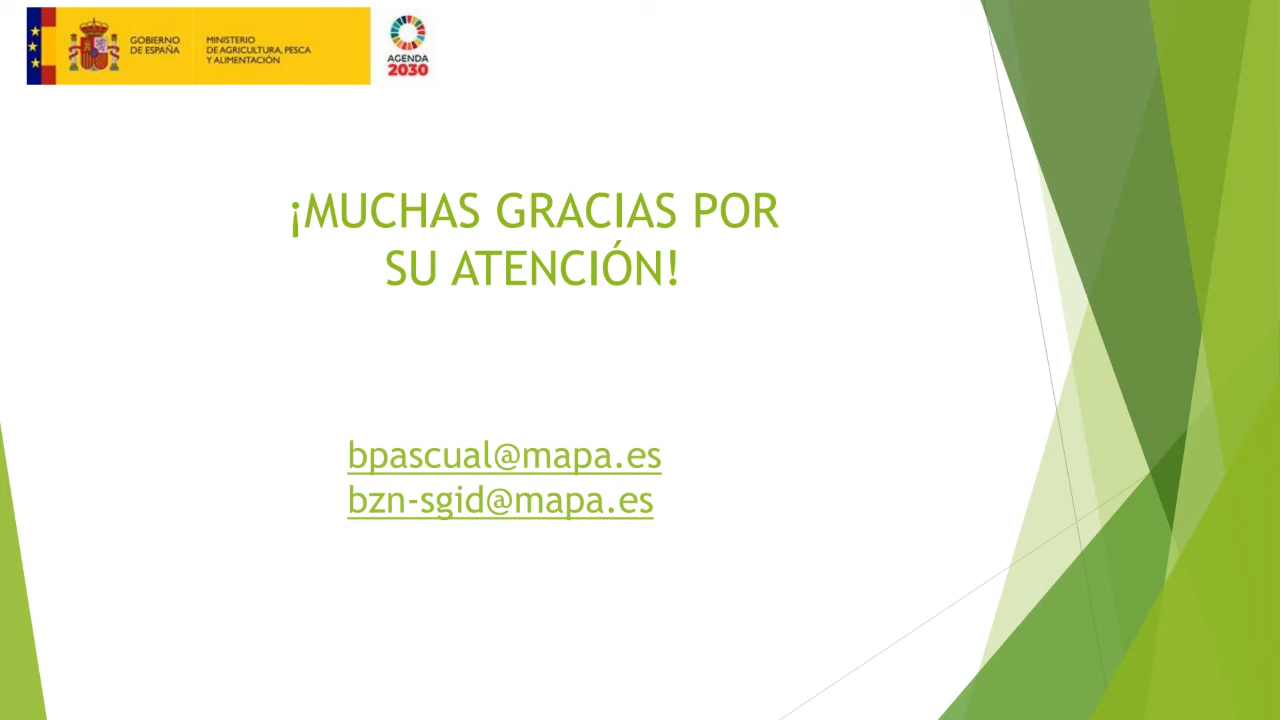 GOBIERNO
DE ESPAÑA
MINISTERIO
DE AGRICULTURA, PESCA
Y ALIMENTACIÓN
AGENDA
2030
¡MUCHAS GRACIAS POR
SU ATENCIÓN!
bpascual@mapa.es
bzn-sgid@mapa.es